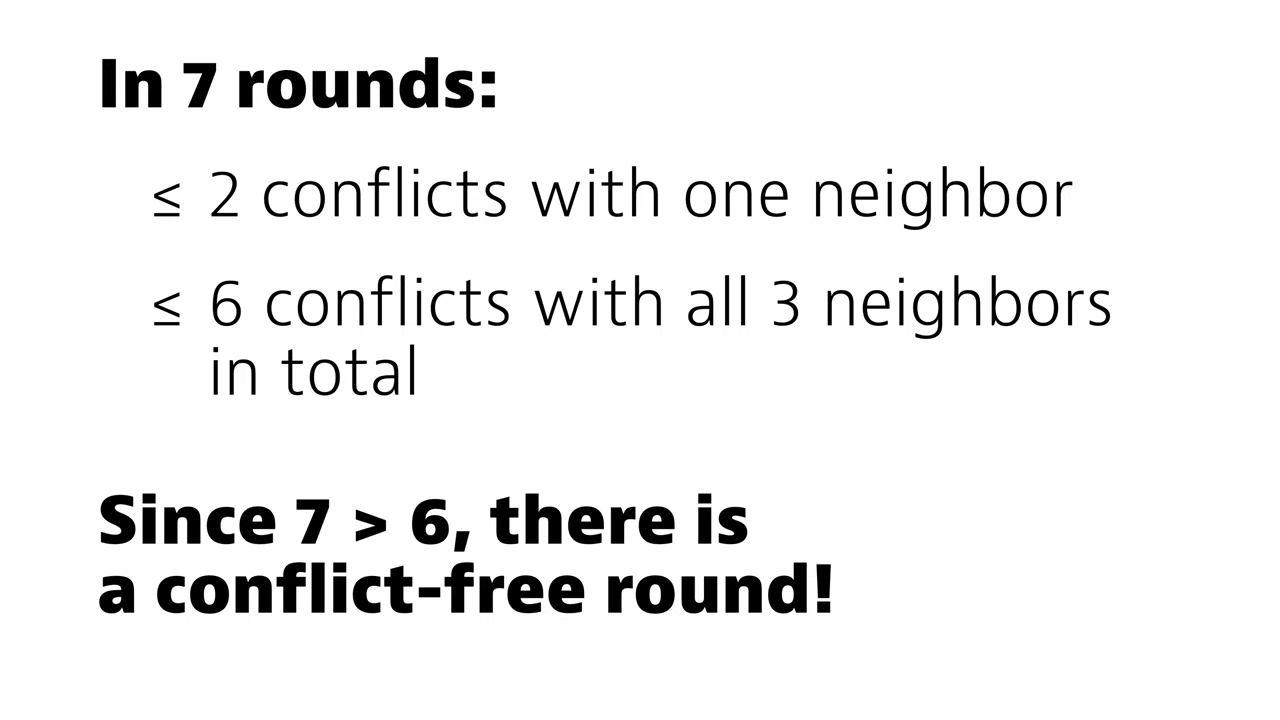 In 7 rounds:
≤ 2 conflicts with one neighbor
≤ 6 conflicts with all 3 neighbors
in total
Since 7 > 6, there is
a conflict-free round!